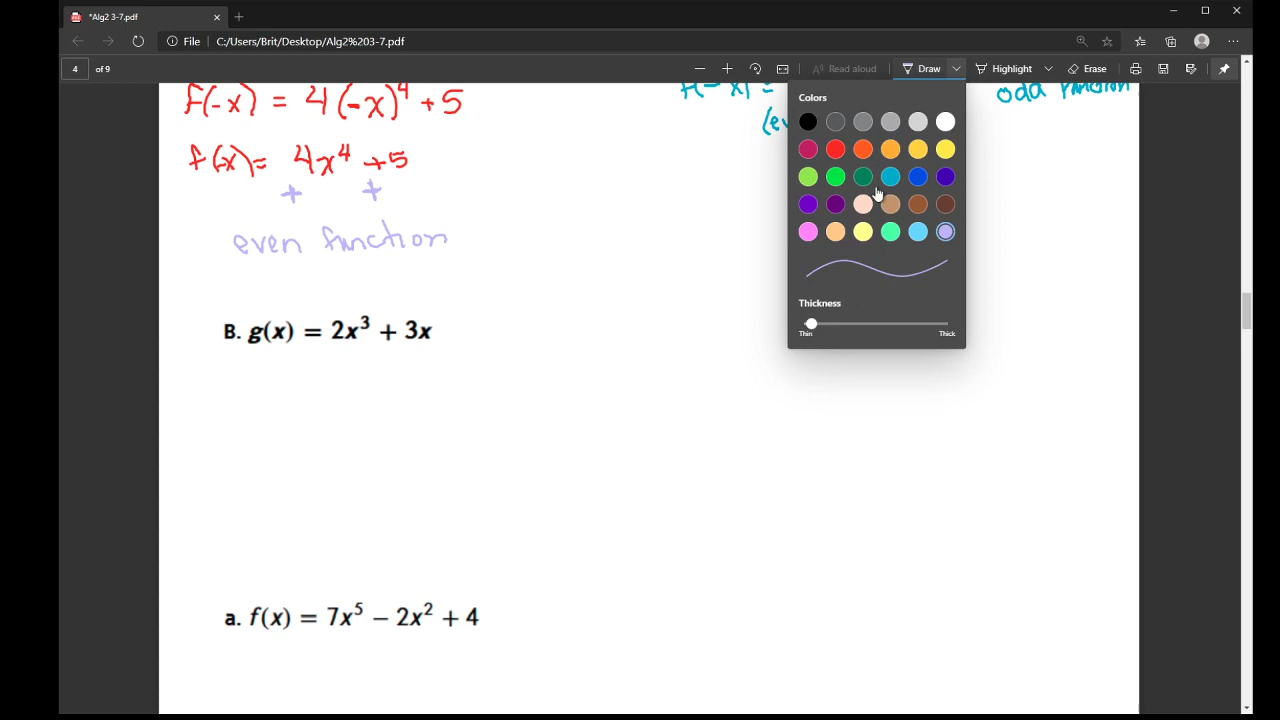 *Alg2 3-7.pdf
File | C:/Users/Brit/Desktop/Alg2%203-7.pdf
4 of 9
Read aloud
Draw
Highlight
Erase
f(-x) = 4(-x)⁴ + 5
f(-x) =
odd function
(ev
f(-x) = 4x⁴ + 5
+ +
even function
Colors
Thickness
Thin Thick
B. g(x) = 2x³ + 3x
a. f(x) = 7x⁵ − 2x² + 4